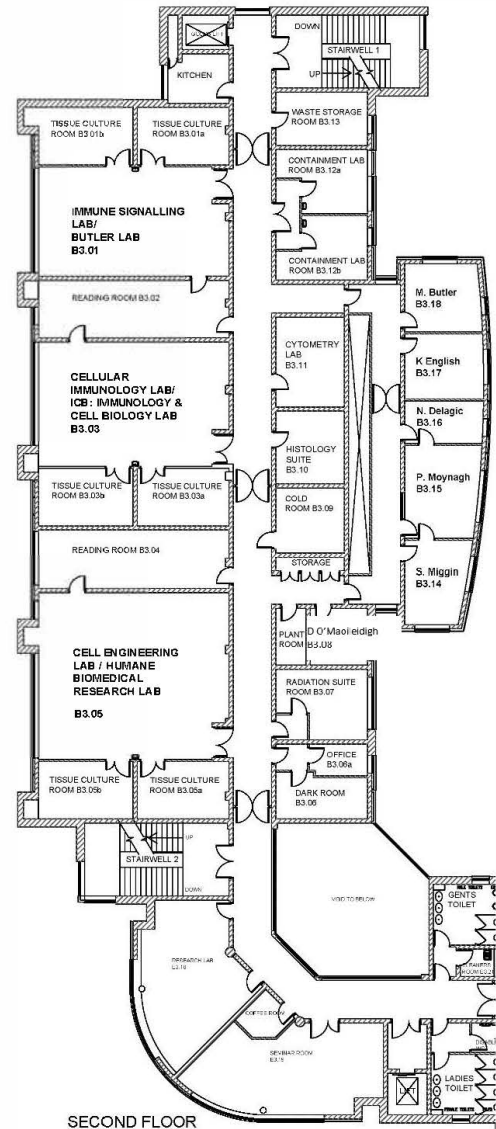 DOWN
STAIRWELL 1
UP
KITCHEN
WASTE STORAGE
ROOM B3.13
TISSUE CULTURE
ROOM B3.01b
TISSUE CULTURE
ROOM B3.01a
CONTAINMENT LAB
ROOM B3.12a
IMMUNE SIGNALLING
LAB/
BUTLER LAB
B3.01
CONTAINMENT LAB
ROOM B3.12b
READING ROOM B3.02
M. Butler
B3.18
CYTOMETRY
LAB
B3.11
K English
B3.17
CELLULAR
IMMUNOLOGY LAB/
ICB: IMMUNOLOGY &
CELL BIOLOGY LAB
B3.03
N. Delagic
B3.16
HISTOLOGY
SUITE
B3.10
P. Moynagh
B3.15
TISSUE CULTURE
ROOM B3.03b
TISSUE CULTURE
ROOM B3.03a
COLD
ROOM B3.09
READING ROOM B3.04
STORAGE
S. Miggin
B3.14
PLANT
ROOM
D O'Maoileidigh
B3.08
CELL ENGINEERING
LAB / HUMANE
BIOMEDICAL
RESEARCH LAB
B3.05
RADIATION SUITE
ROOM B3.07
OFFICE
B3.06a
DARK ROOM
B3.06
TISSUE CULTURE
ROOM B3.05b
TISSUE CULTURE
ROOM B3.05a
UP
STAIRWELL 2
DOWN
VOID TO BELOW
GENTS
TOILET
RESEARCH LAB
COFFEE ROOM
SEMINAR ROOM
LIFT
LADIES
TOILET
SECOND FLOOR